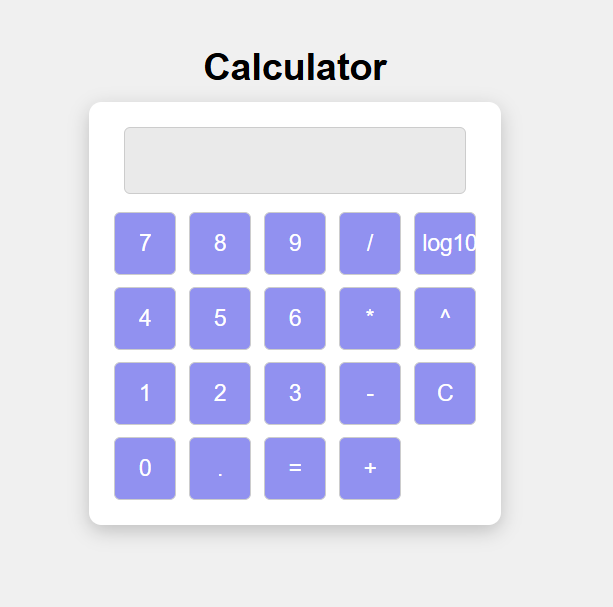 Calculator
7 8 9 / log10
4 5 6 * ^
1 2 3 - C
0 . = +